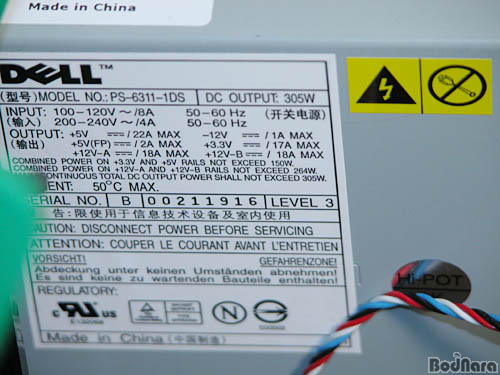 Made in China
DELL™
(型号) MODEL NO.: PS-6311-1DS DC OUTPUT: 305W
INPUT: 100-120V ~/8A 50-60 Hz (开关电源)
(输入) 200-240V ~/4A 50-60 Hz
OUTPUT: +5V ⎓/22A MAX -12V ⎓/1A MAX
(输出) +5V(FP) ⎓/2A MAX +3.3V ⎓/17A MAX
+12V-A ⎓/18A MAX +12V-B ⎓/18A MAX
COMBINED POWER ON +3.3V AND +5V RAILS NOT EXCEED 150W.
COMBINED POWER ON +12V-A AND +12V-B RAILS NOT EXCEED 264W.
CONTINUOUS TOTAL DC OUTPUT POWER SHALL NOT EXCEED 305W.
50°C MAX.
SERIAL NO. B 00211916 LEVEL 3
告:限使用于信息技术设备及室内使用
CAUTION: DISCONNECT POWER BEFORE SERVICING
ATTENTION: COUPER LE COURANT AVANT L'ENTRETIEN
VORSICHT! GEFAHRENZONE!
Abdeckung unter keinen Umständen abnehmen!
Es sind keine zu wartenden Bauteile enthalten!
REGULATORY:
c RU US
N
Made in China (中国制造)
Hi-POT
BodNara